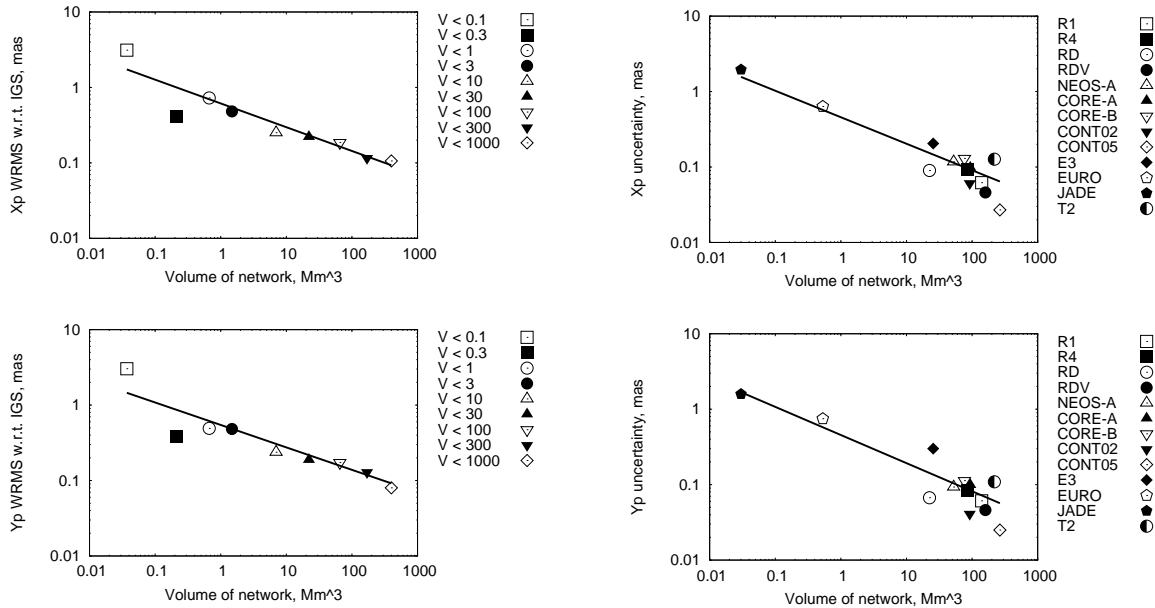 10
1
0.1
0.01
0.01 0.1 1 10 100 1000
Xp WRMS w.r.t. IGS, mas
Volume of network, Mm^3
V < 0.1
V < 0.3
V < 1
V < 3
V < 10
V < 30
V < 100
V < 300
V < 1000
10
1
0.1
0.01
0.01 0.1 1 10 100 1000
Xp uncertainty, mas
Volume of network, Mm^3
R1
R4
RD
RDV
NEOS-A
CORE-A
CORE-B
CONT02
CONT05
E3
EURO
JADE
T2
10
1
0.1
0.01
0.01 0.1 1 10 100 1000
Yp WRMS w.r.t. IGS, mas
Volume of network, Mm^3
V < 0.1
V < 0.3
V < 1
V < 3
V < 10
V < 30
V < 100
V < 300
V < 1000
10
1
0.1
0.01
0.01 0.1 1 10 100 1000
Yp uncertainty, mas
Volume of network, Mm^3
R1
R4
RD
RDV
NEOS-A
CORE-A
CORE-B
CONT02
CONT05
E3
EURO
JADE
T2